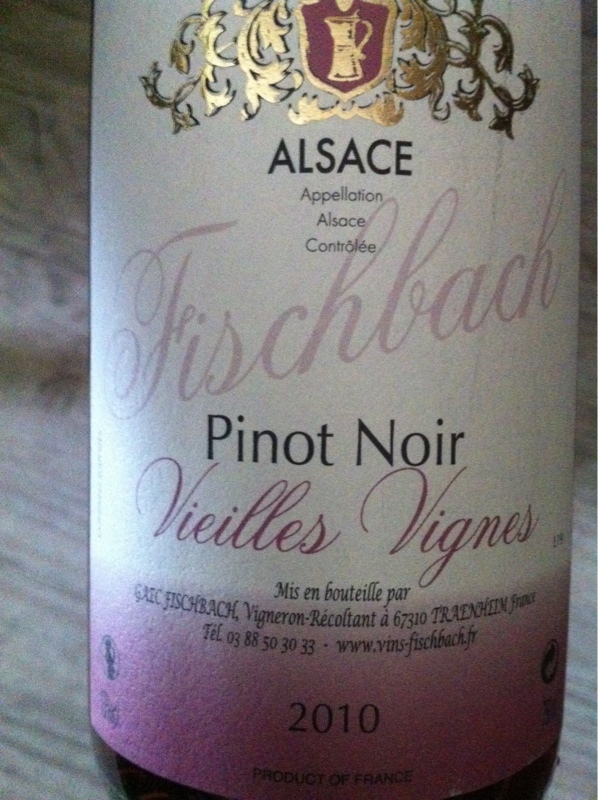 ALSACE
Appellation
Alsace
Contrôlée
Fischbach
Pinot Noir
Vieilles Vignes
Mis en bouteille par
GAEC FISCHBACH, Vigneron-Récoltant à 67310 TRAENHEIM France
Tél. 03 88 50 30 33 - www.vins-fischbach.fr
2010
PRODUCT OF FRANCE